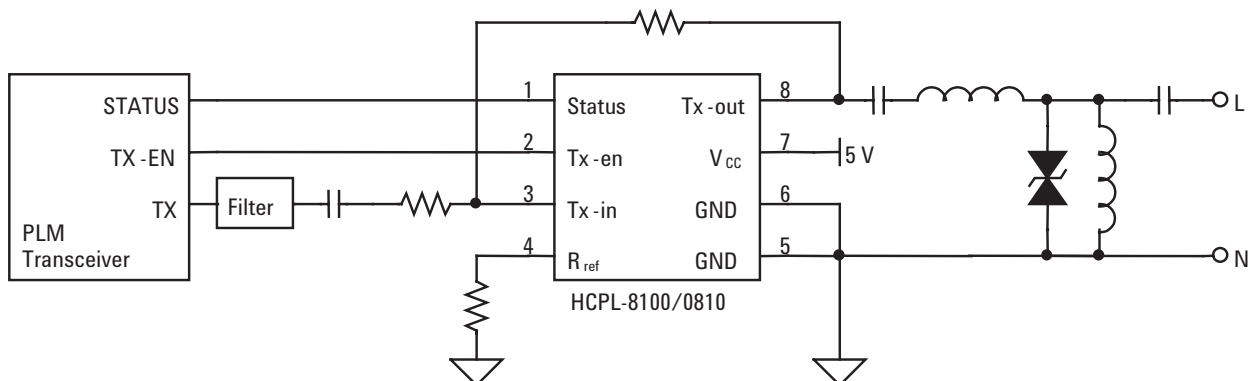 STATUS
TX-EN
TX
PLM
Transceiver
Filter
1
2
3
4
Status
Tx-en
Tx-in
R ref
Tx-out
V CC
GND
GND
8
7
6
5
5 V
HCPL-8100/0810
L
N